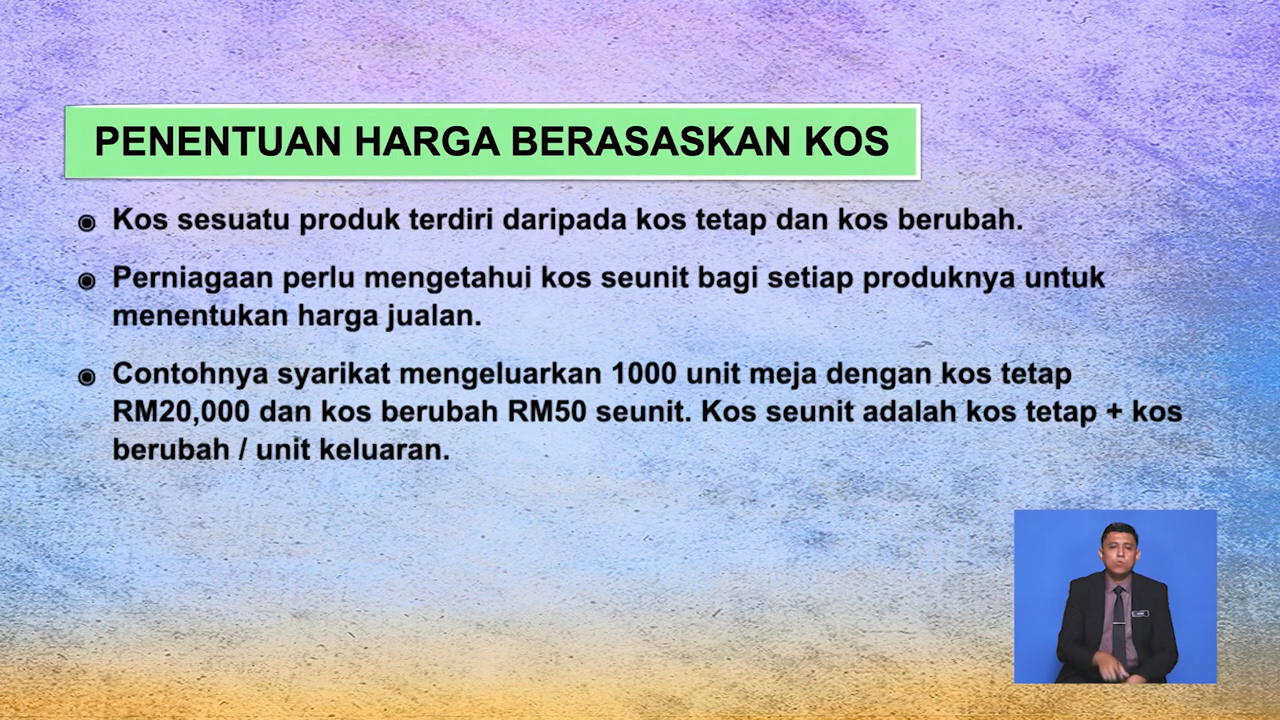 PENENTUAN HARGA BERASASKAN KOS
Kos sesuatu produk terdiri daripada kos tetap dan kos berubah.
Perniagaan perlu mengetahui kos seunit bagi setiap produknya untuk
menentukan harga jualan.
Contohnya syarikat mengeluarkan 1000 unit meja dengan kos tetap
RM20,000 dan kos berubah RM50 seunit. Kos seunit adalah kos tetap + kos
berubah / unit keluaran.